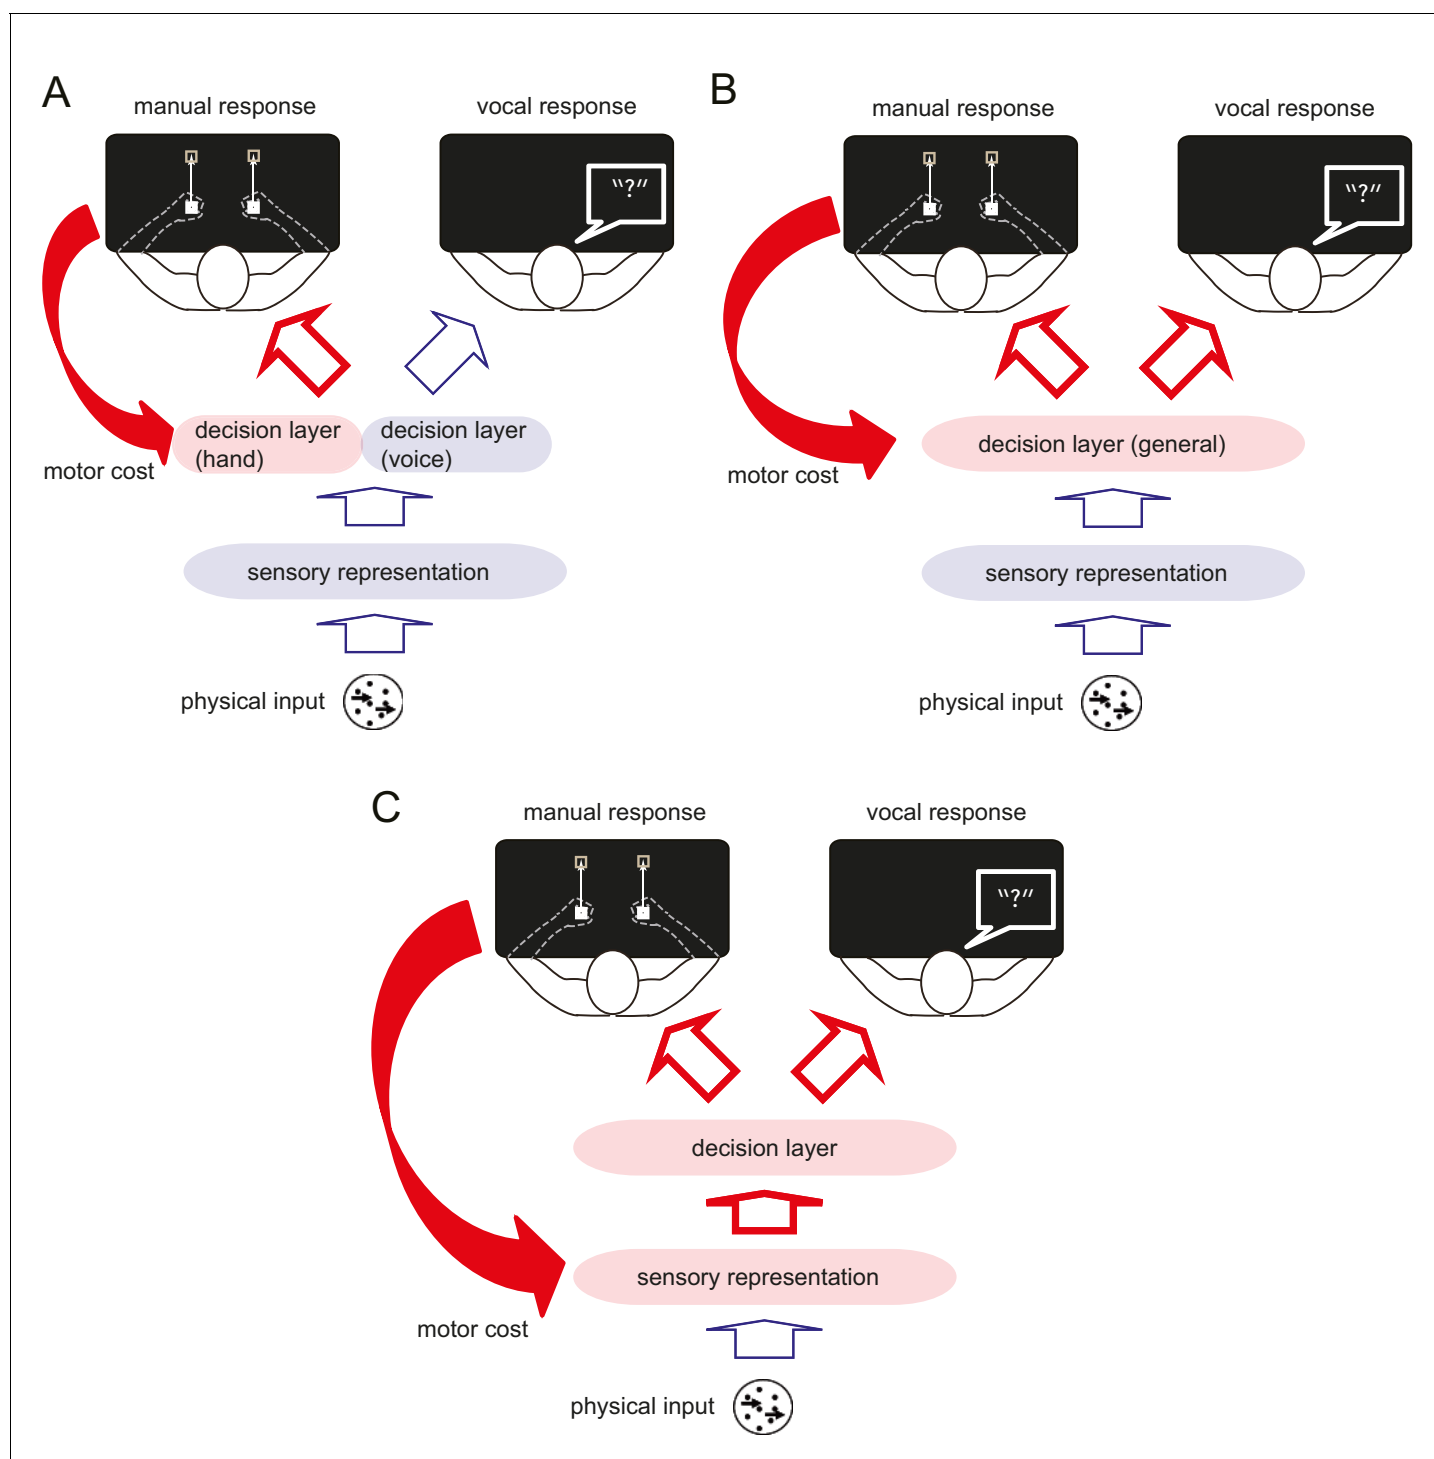 A
manual response
vocal response
"?"
decision layer
(hand)
decision layer
(voice)
motor cost
sensory representation
physical input
B
manual response
vocal response
"?"
decision layer (general)
motor cost
sensory representation
physical input
C
manual response
vocal response
"?"
decision layer
sensory representation
motor cost
physical input